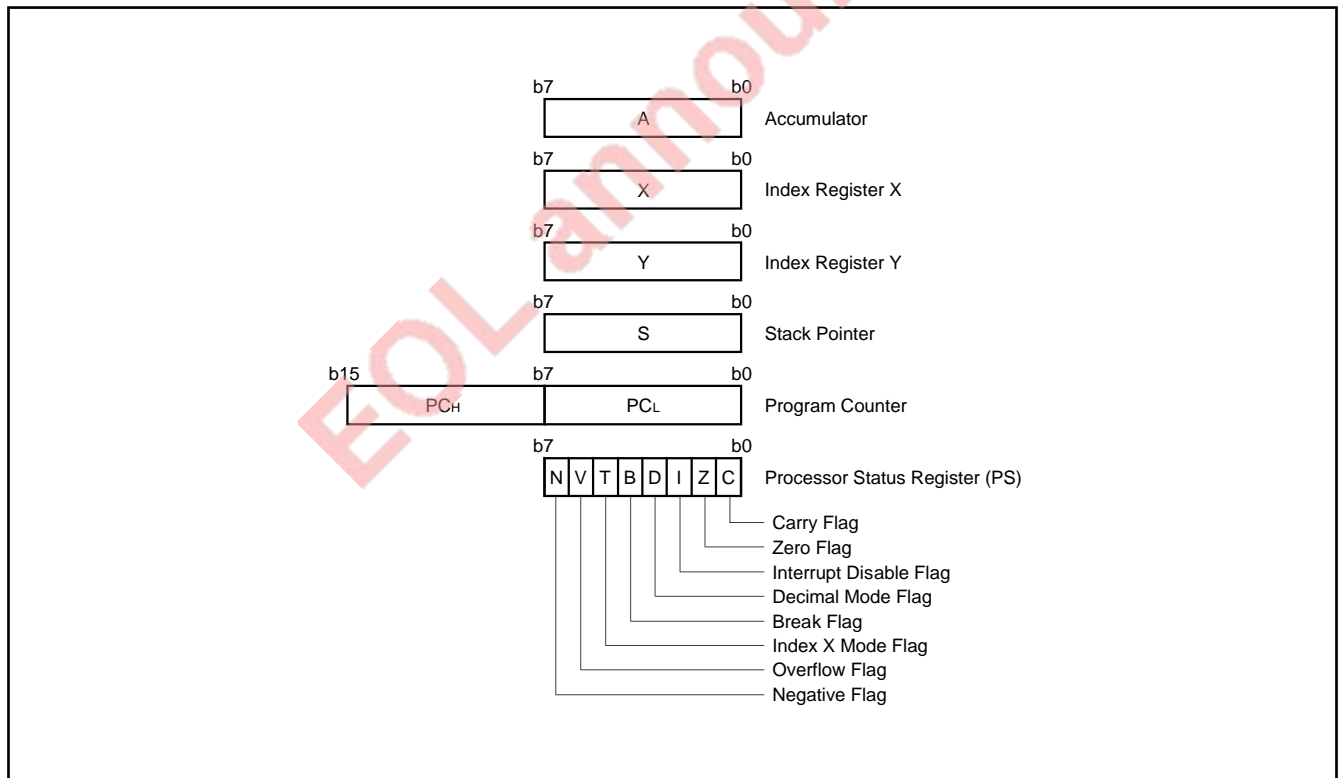 b7 b0
A Accumulator
b7 b0
X Index Register X
b7 b0
Y Index Register Y
b7 b0
S Stack Pointer
b15 b7 b0
PCH PCL Program Counter
b7 b0
N V T B D I Z C Processor Status Register (PS)
Carry Flag
Zero Flag
Interrupt Disable Flag
Decimal Mode Flag
Break Flag
Index X Mode Flag
Overflow Flag
Negative Flag
EOL